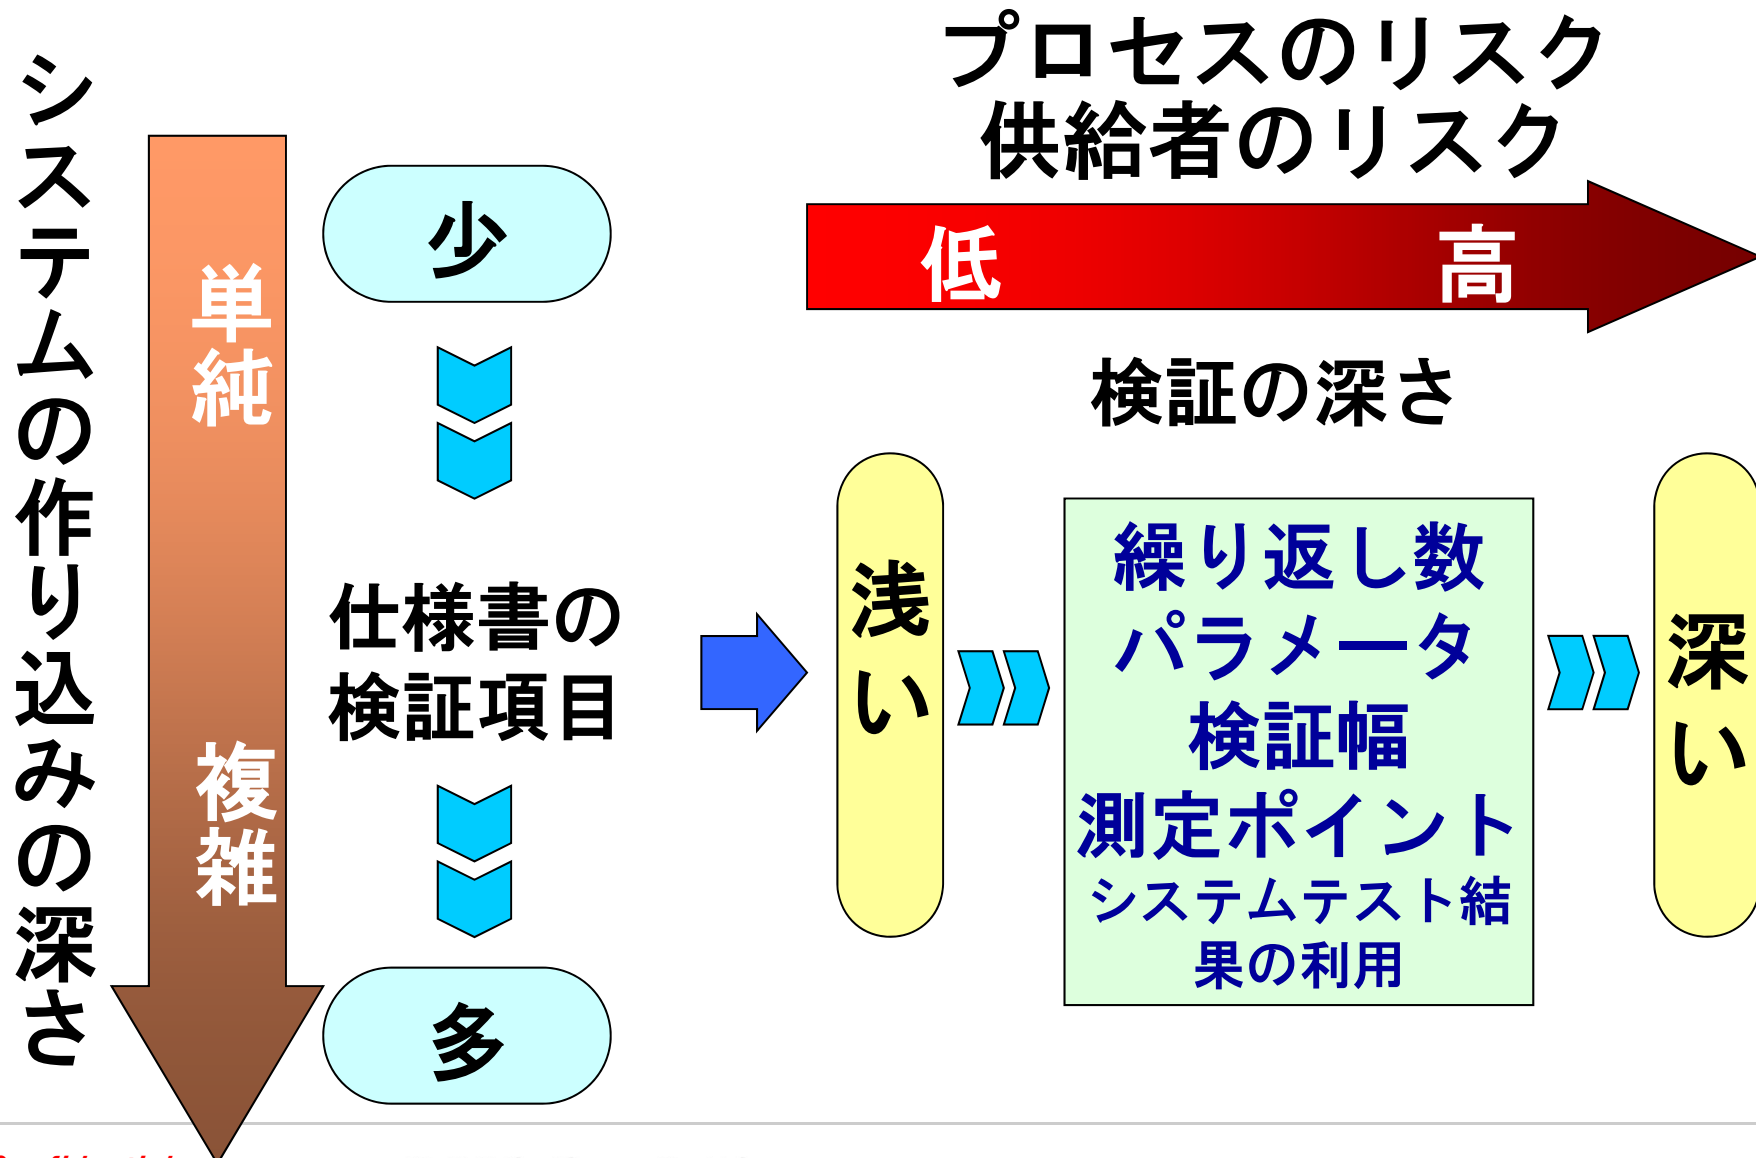 プロセスのリスク
供給者のリスク
低 高
システムの作り込みの深さ
単純
複雑
少
仕様書の
検証項目
多
検証の深さ
浅い
繰り返し数
パラメータ
検証幅
測定ポイント
システムテスト結
果の利用
深い